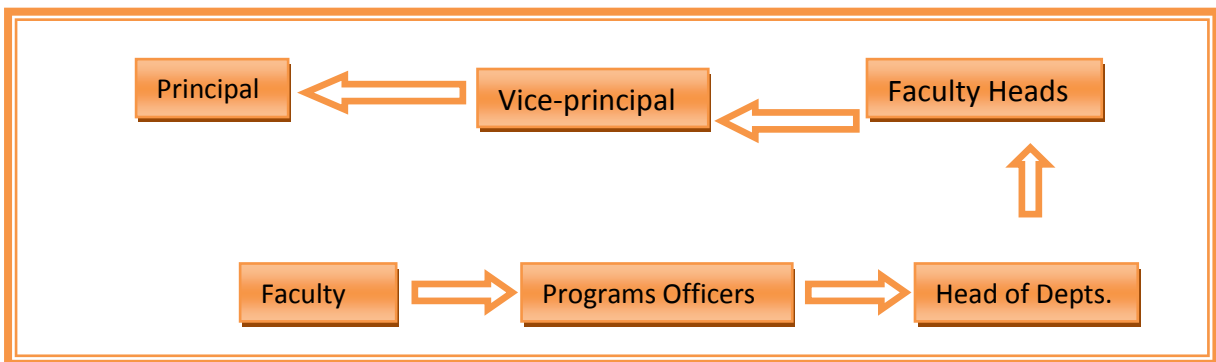 Principal
Vice-principal
Faculty Heads
Faculty
Programs Officers
Head of Depts.